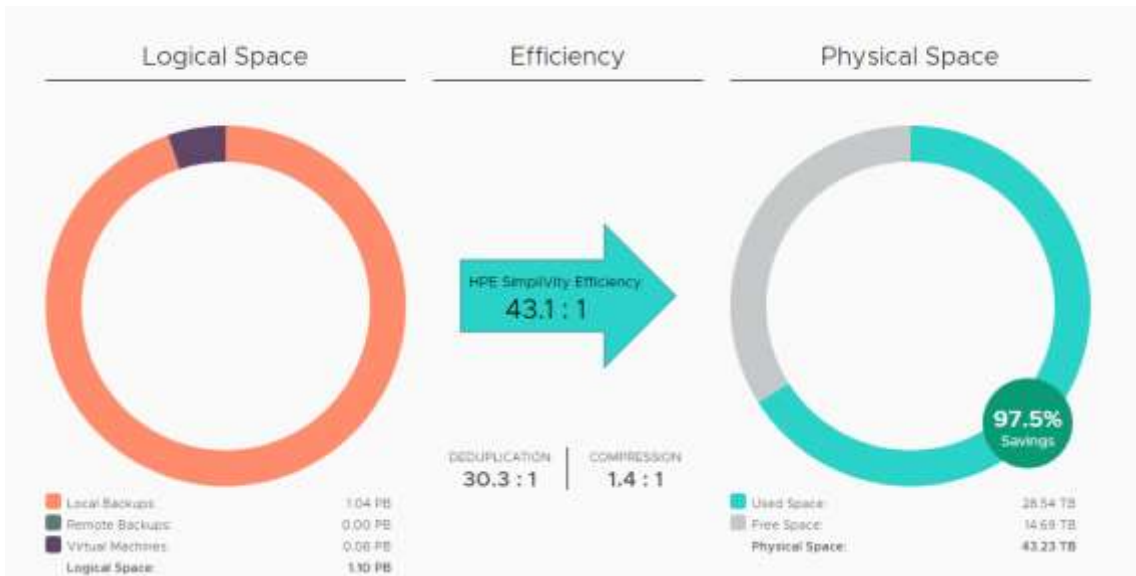 Logical Space
Efficiency
Physical Space
HPE SimpliVity Efficiency
43.1 : 1
97.5%
Savings
DEDUPLICATION
30.3 : 1
COMPRESSION
1.4 : 1
Local Backups: 1.04 PB
Remote Backups: 0.00 PB
Virtual Machines: 0.06 PB
Logical Space: 1.10 PB
Used Space: 28.54 TB
Free Space: 14.69 TB
Physical Space: 43.23 TB